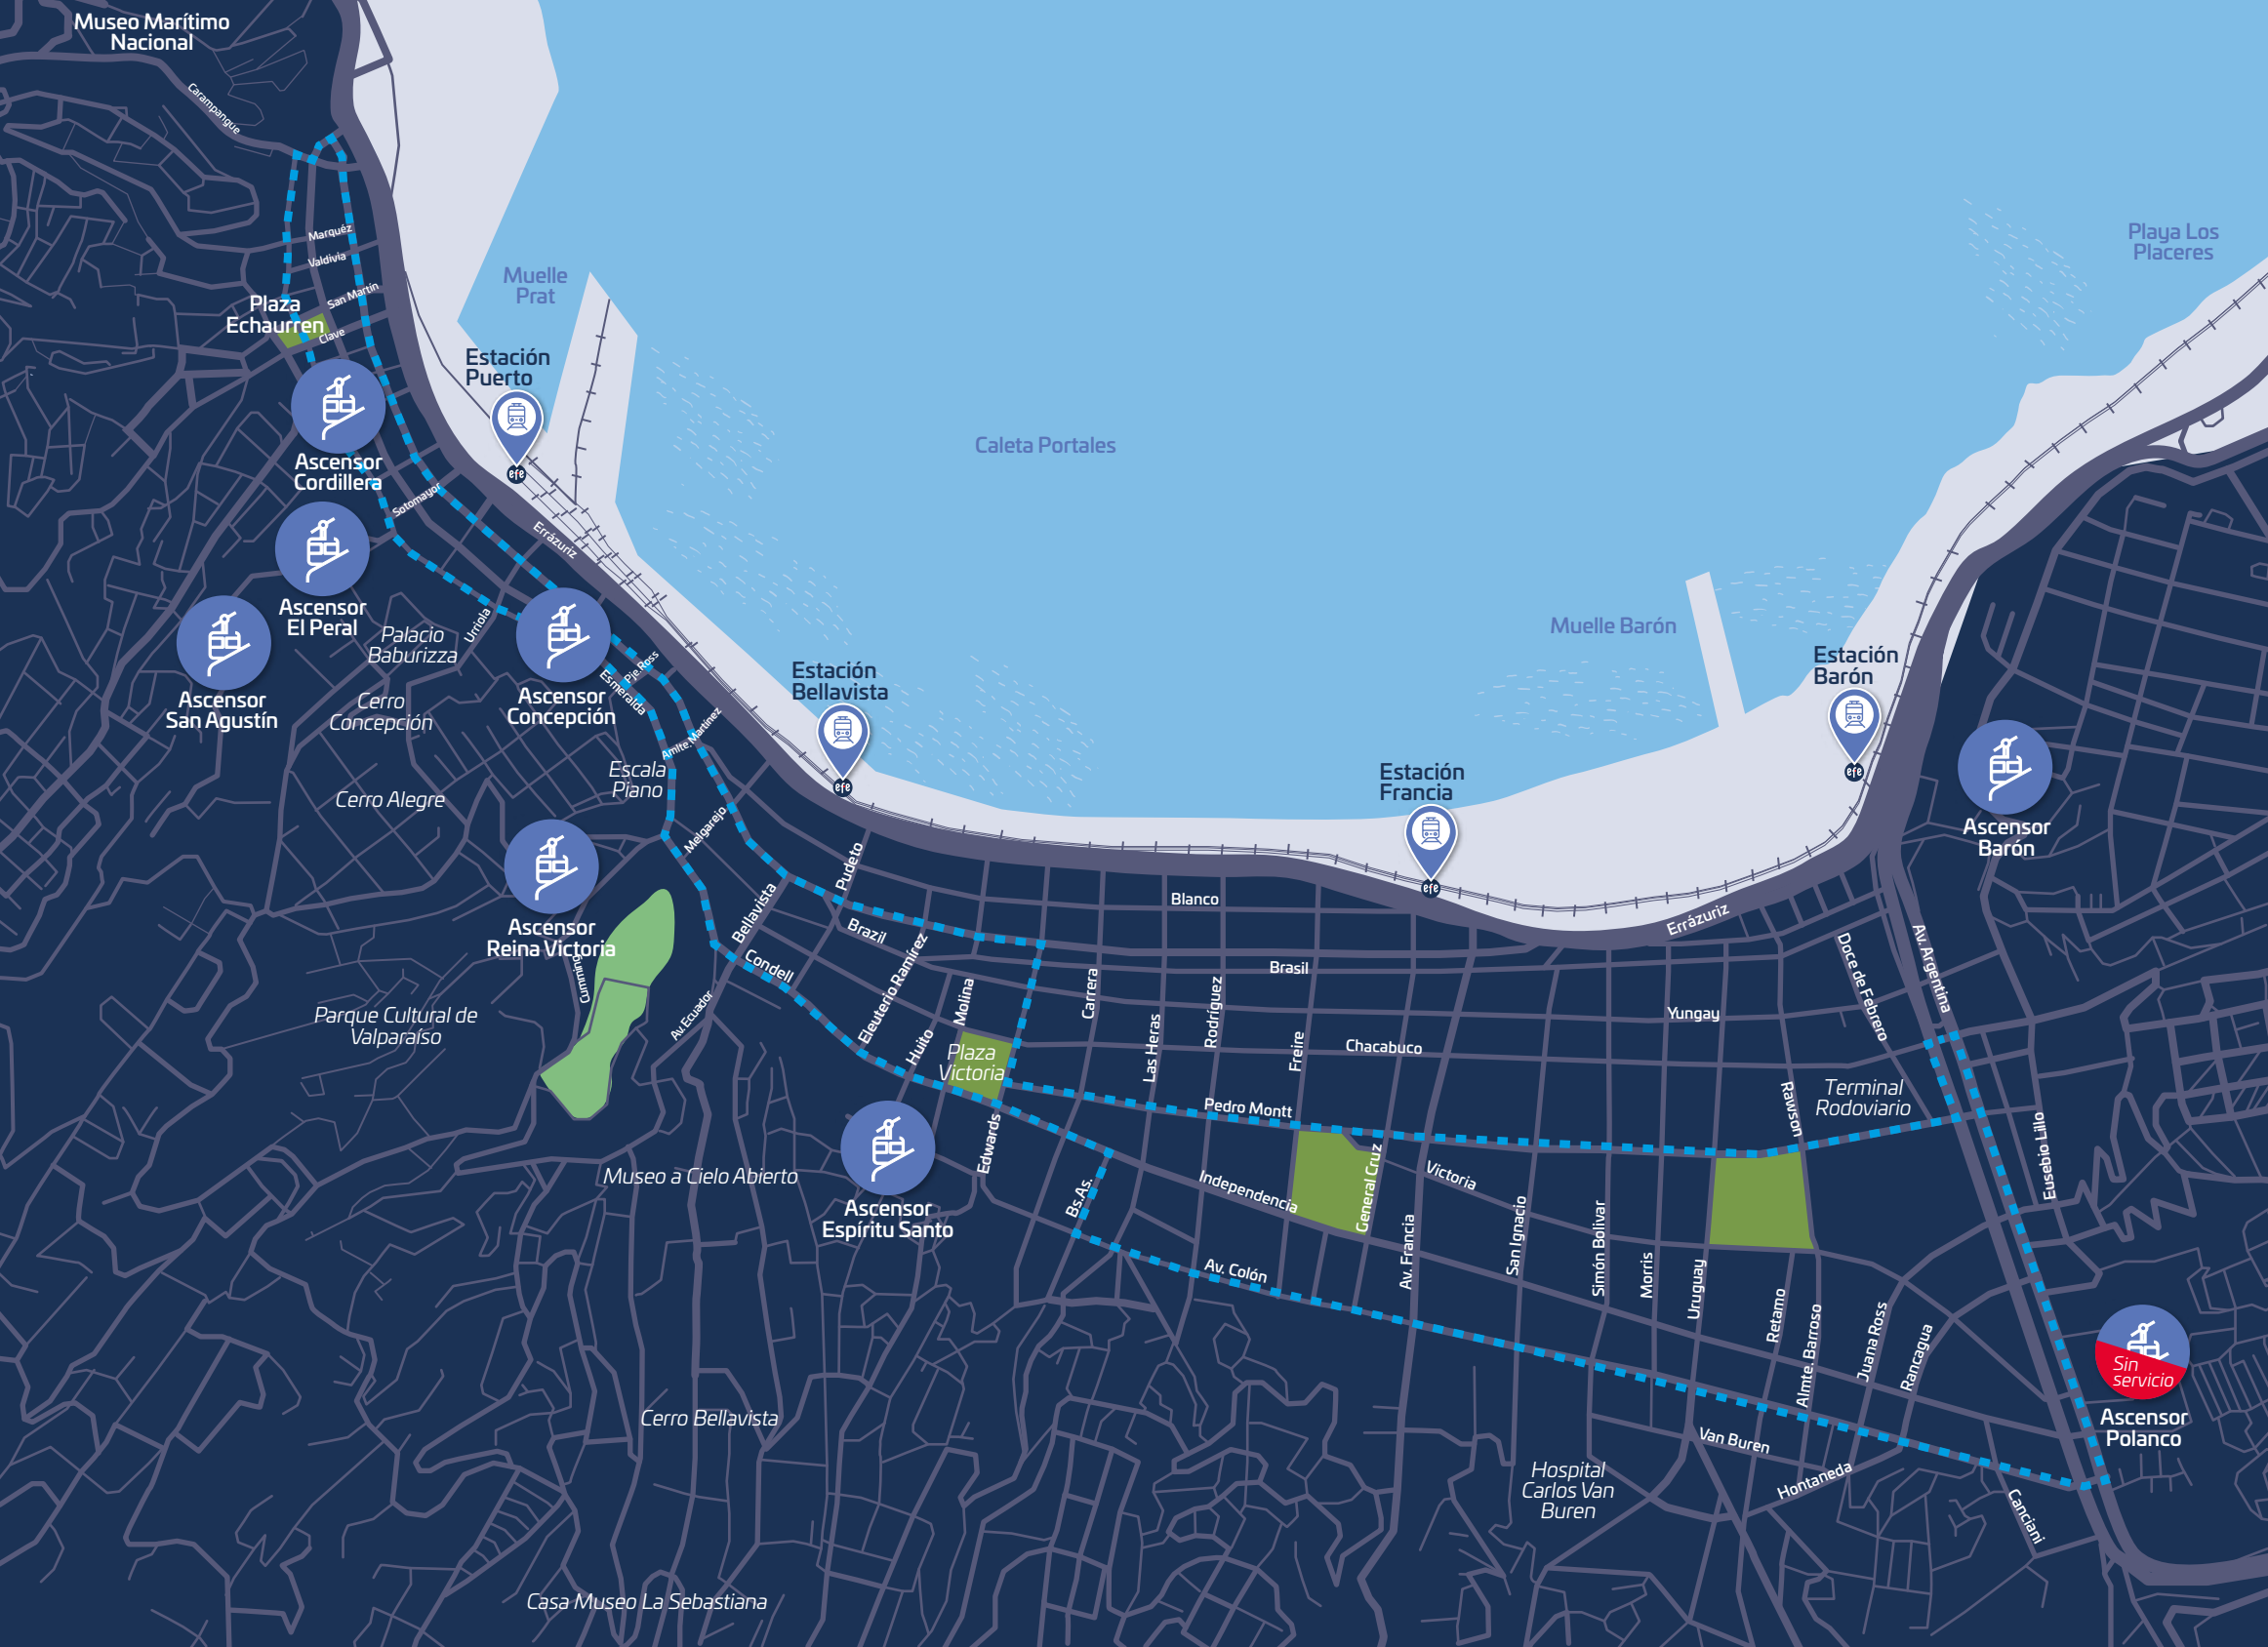 Museo Marítimo
Nacional
Carampangue
Marquéz
Valdivia
San Martín
Plaza
Echaurren
Clave
Muelle
Prat
Playa Los
Placeres
Estación
Puerto
efe
Caleta Portales
Ascensor
Cordillera
Sotomayor
Errázuriz
Ascensor
El Peral
Urriola
Palacio
Baburizza
Ascensor
San Agustín
Cerro
Concepción
Ascensor
Concepción
Pje. Ross
Esmeralda
Amlte. Martínez
Estación
Bellavista
efe
Muelle Barón
Estación
Barón
efe
Escala
Piano
Cerro Alegre
Melgarejo
Estación
Francia
efe
Ascensor
Barón
Ascensor
Reina Victoria
Cumming
Pudeto
Bellavista
Brazil
Condell
Blanco
Errázuriz
Brasil
Av. Argentina
Doce de Febrero
Eleuterio Ramírez
Molina
Carrera
Rodríguez
Las Heras
Freire
Yungay
Chacabuco
Parque Cultural de
Valparaíso
Av. Ecuador
Huito
Plaza
Victoria
Pedro Montt
Rawson
Terminal
Rodoviario
Eusebio Lillo
Edwards
Museo a Cielo Abierto
Ascensor
Espíritu Santo
Bs.As.
Independencia
General Cruz
Victoria
Av. Colón
Av. Francia
San Ignacio
Simón Bolivar
Morris
Uruguay
Retamo
Almte. Barroso
Juana Ross
Rancagua
Sin
servicio
Ascensor
Polanco
Cerro Bellavista
Van Buren
Hontaneda
Hospital
Carlos Van
Buren
Canciani
Casa Museo La Sebastiana